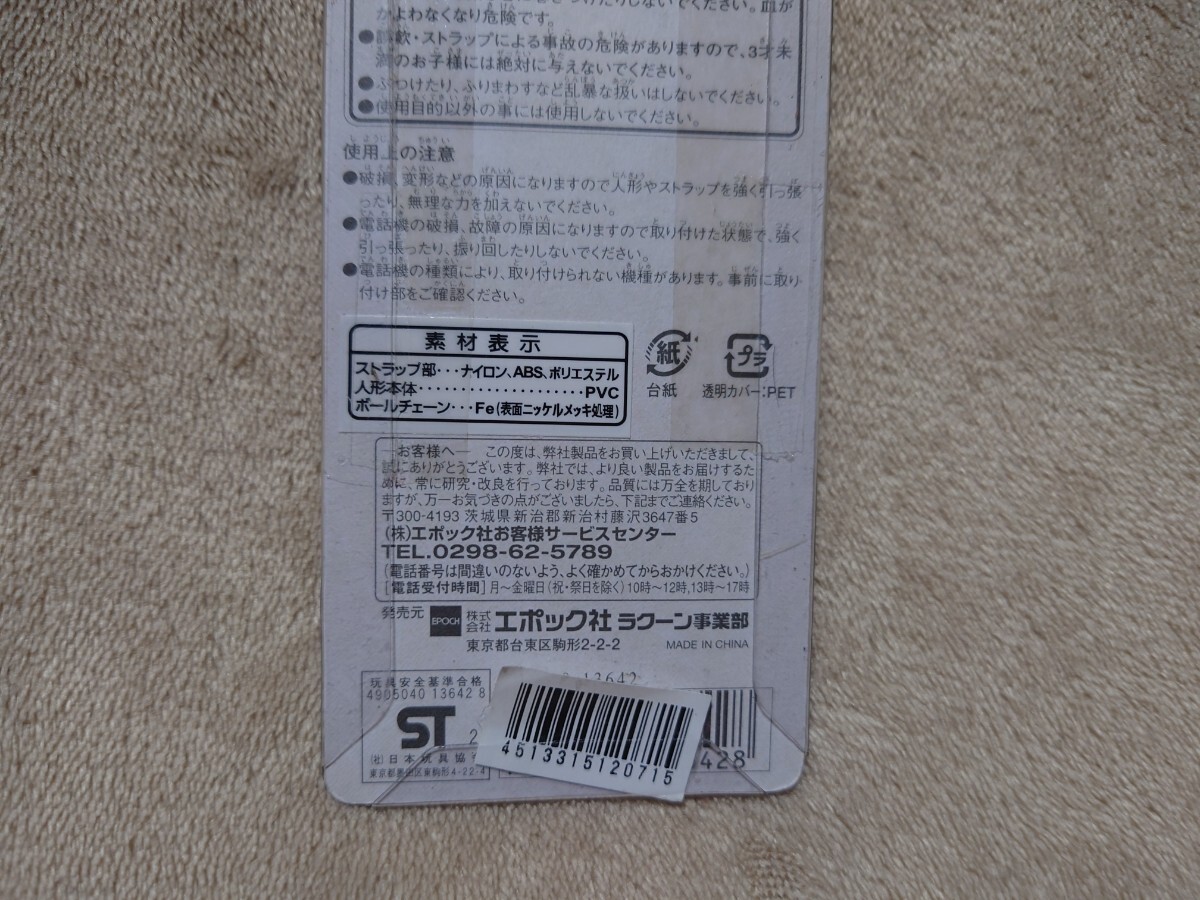 かよわなくなり危険です。
●誤飲・ストラップによる事故の危険がありますので、3才未
満のお子様には絶対に与えないでください。
●ぶつけたり、ふりまわすなど乱暴な扱いはしないでください。
●使用目的以外の事には使用しないでください。
使用上の注意
●破損、変形などの原因になりますので人形やストラップを強く引っ張
ったり、無理な力を加えないでください。
●電話機の破損、故障の原因になりますので取り付けた状態で、強く
引っ張ったり、振り回したりしないでください。
●電話機の種類により、取り付けられない機種があります。事前に取り
付け部をご確認ください。
素材表示
ストラップ部・・・ナイロン、ABS、ポリエステル
人形本体・・・・・・・・・・・・・・・・・・・PVC
ボールチェーン・・・Fe(表面ニッケルメッキ処理)
紙
台紙
プラ
透明カバー:PET
―お客様へ― この度は、弊社製品をお買い上げいただきまして、
誠にありがとうございます。弊社では、より良い製品をお届けするた
めに、常に研究・改良を行っております。品質には万全を期しており
ますが、万一お気づきの点がございましたら、下記までご連絡ください。
〒300-4193 茨城県新治郡新治村藤沢3647番5
(株)エポック社お客様サービスセンター
TEL.0298-62-5789
(電話番号は間違いのないよう、よく確かめてからおかけください。)
[電話受付時間]月～金曜日(祝・祭日を除く)10時～12時,13時～17時
発売元 EPOCH 株式会社 エポック社 ラクーン事業部
東京都台東区駒形2-2-2 MADE IN CHINA
玩具安全基準合格
4905040 13642 8
13642
ST 2
(社)日本玩具協
東京都墨田区東駒形4-22-4
4513315120715
428